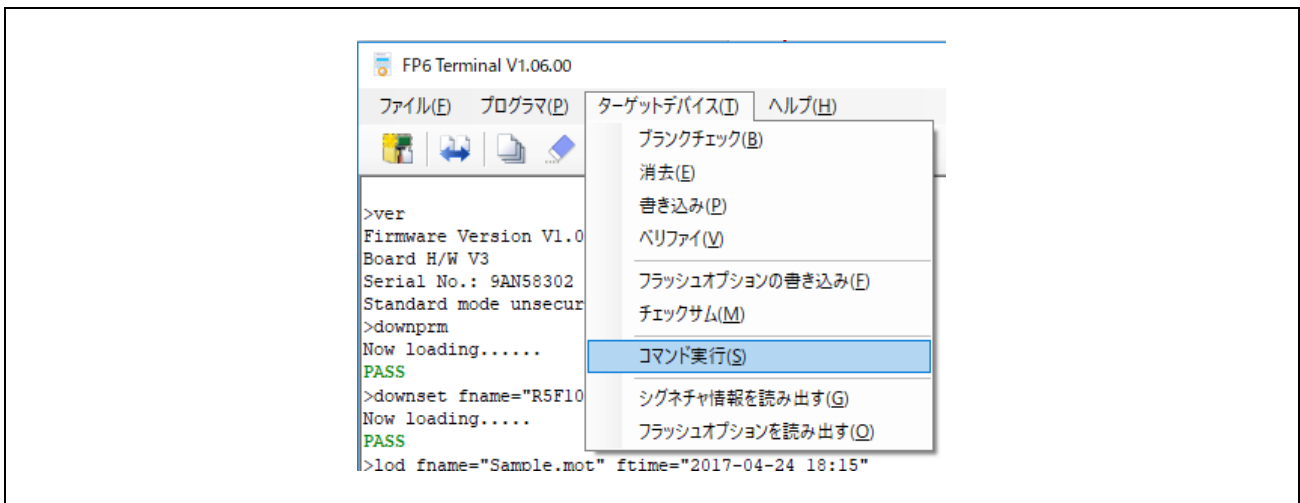 FP6 Terminal V1.06.00
ファイル(F) プログラマ(P) ターゲットデバイス(T) ヘルプ(H)
ブランクチェック(B)
消去(E)
書き込み(P)
ベリファイ(V)
フラッシュオプションの書き込み(F)
チェックサム(M)
コマンド実行(S)
シグネチャ情報を読み出す(G)
フラッシュオプションを読み出す(O)
>ver
Firmware Version V1.0
Board H/W V3
Serial No.: 9AN58302
Standard mode unsecur
>downprm
Now loading......
PASS
>downset fname="R5F10
Now loading.....
PASS
>lod fname="Sample.mot" ftime="2017-04-24 18:15"